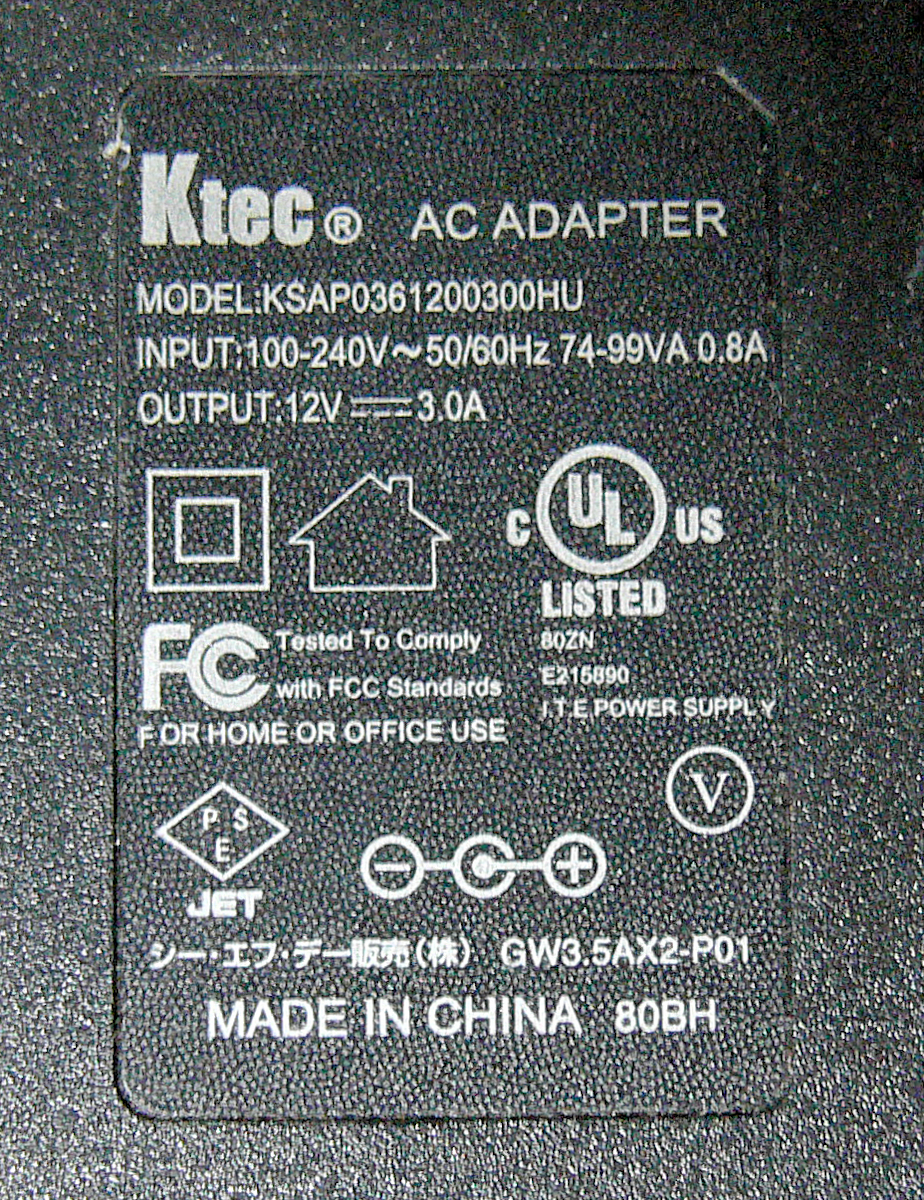 Ktec® AC ADAPTER
MODEL:KSAP0361200300HU
INPUT:100-240V～50/60Hz 74-99VA 0.8A
OUTPUT:12V ⎓ 3.0A
C UL US
LISTED
FC Tested To Comply
with FCC Standards
FOR HOME OR OFFICE USE
80ZN
E215890
I.T.E POWER SUPPLY
V
P S
E
JET
シー・エフ・デー販売(株) GW3.5AX2-P01
MADE IN CHINA 80BH